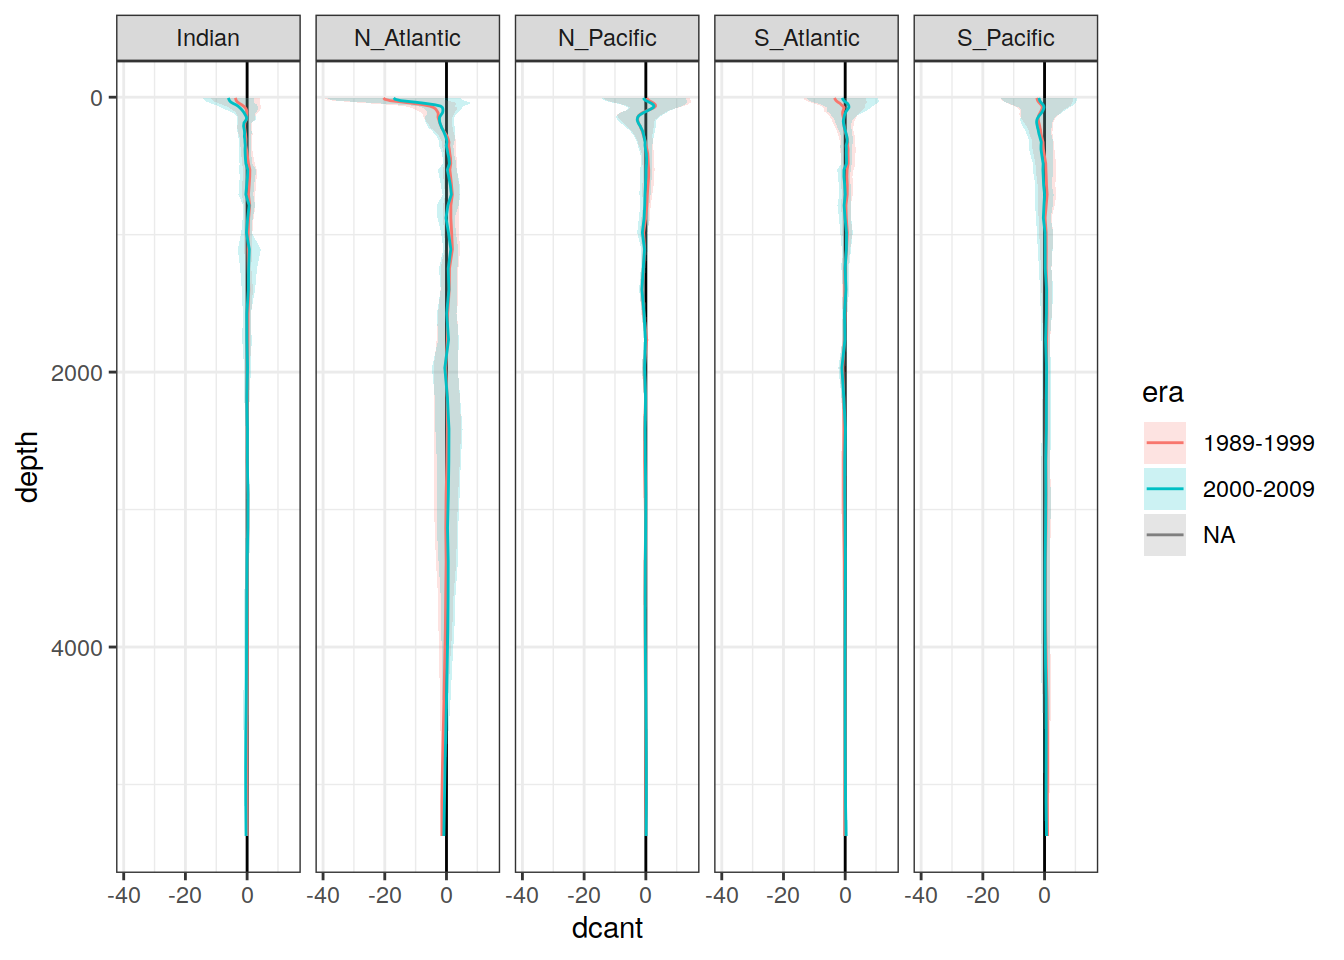 Indian N_Atlantic N_Pacific S_Atlantic S_Pacific
0
2000
4000
depth
-40 -20 0 -40 -20 0 -40 -20 0 -40 -20 0 -40 -20 0
dcant
era
1989-1999
2000-2009
NA